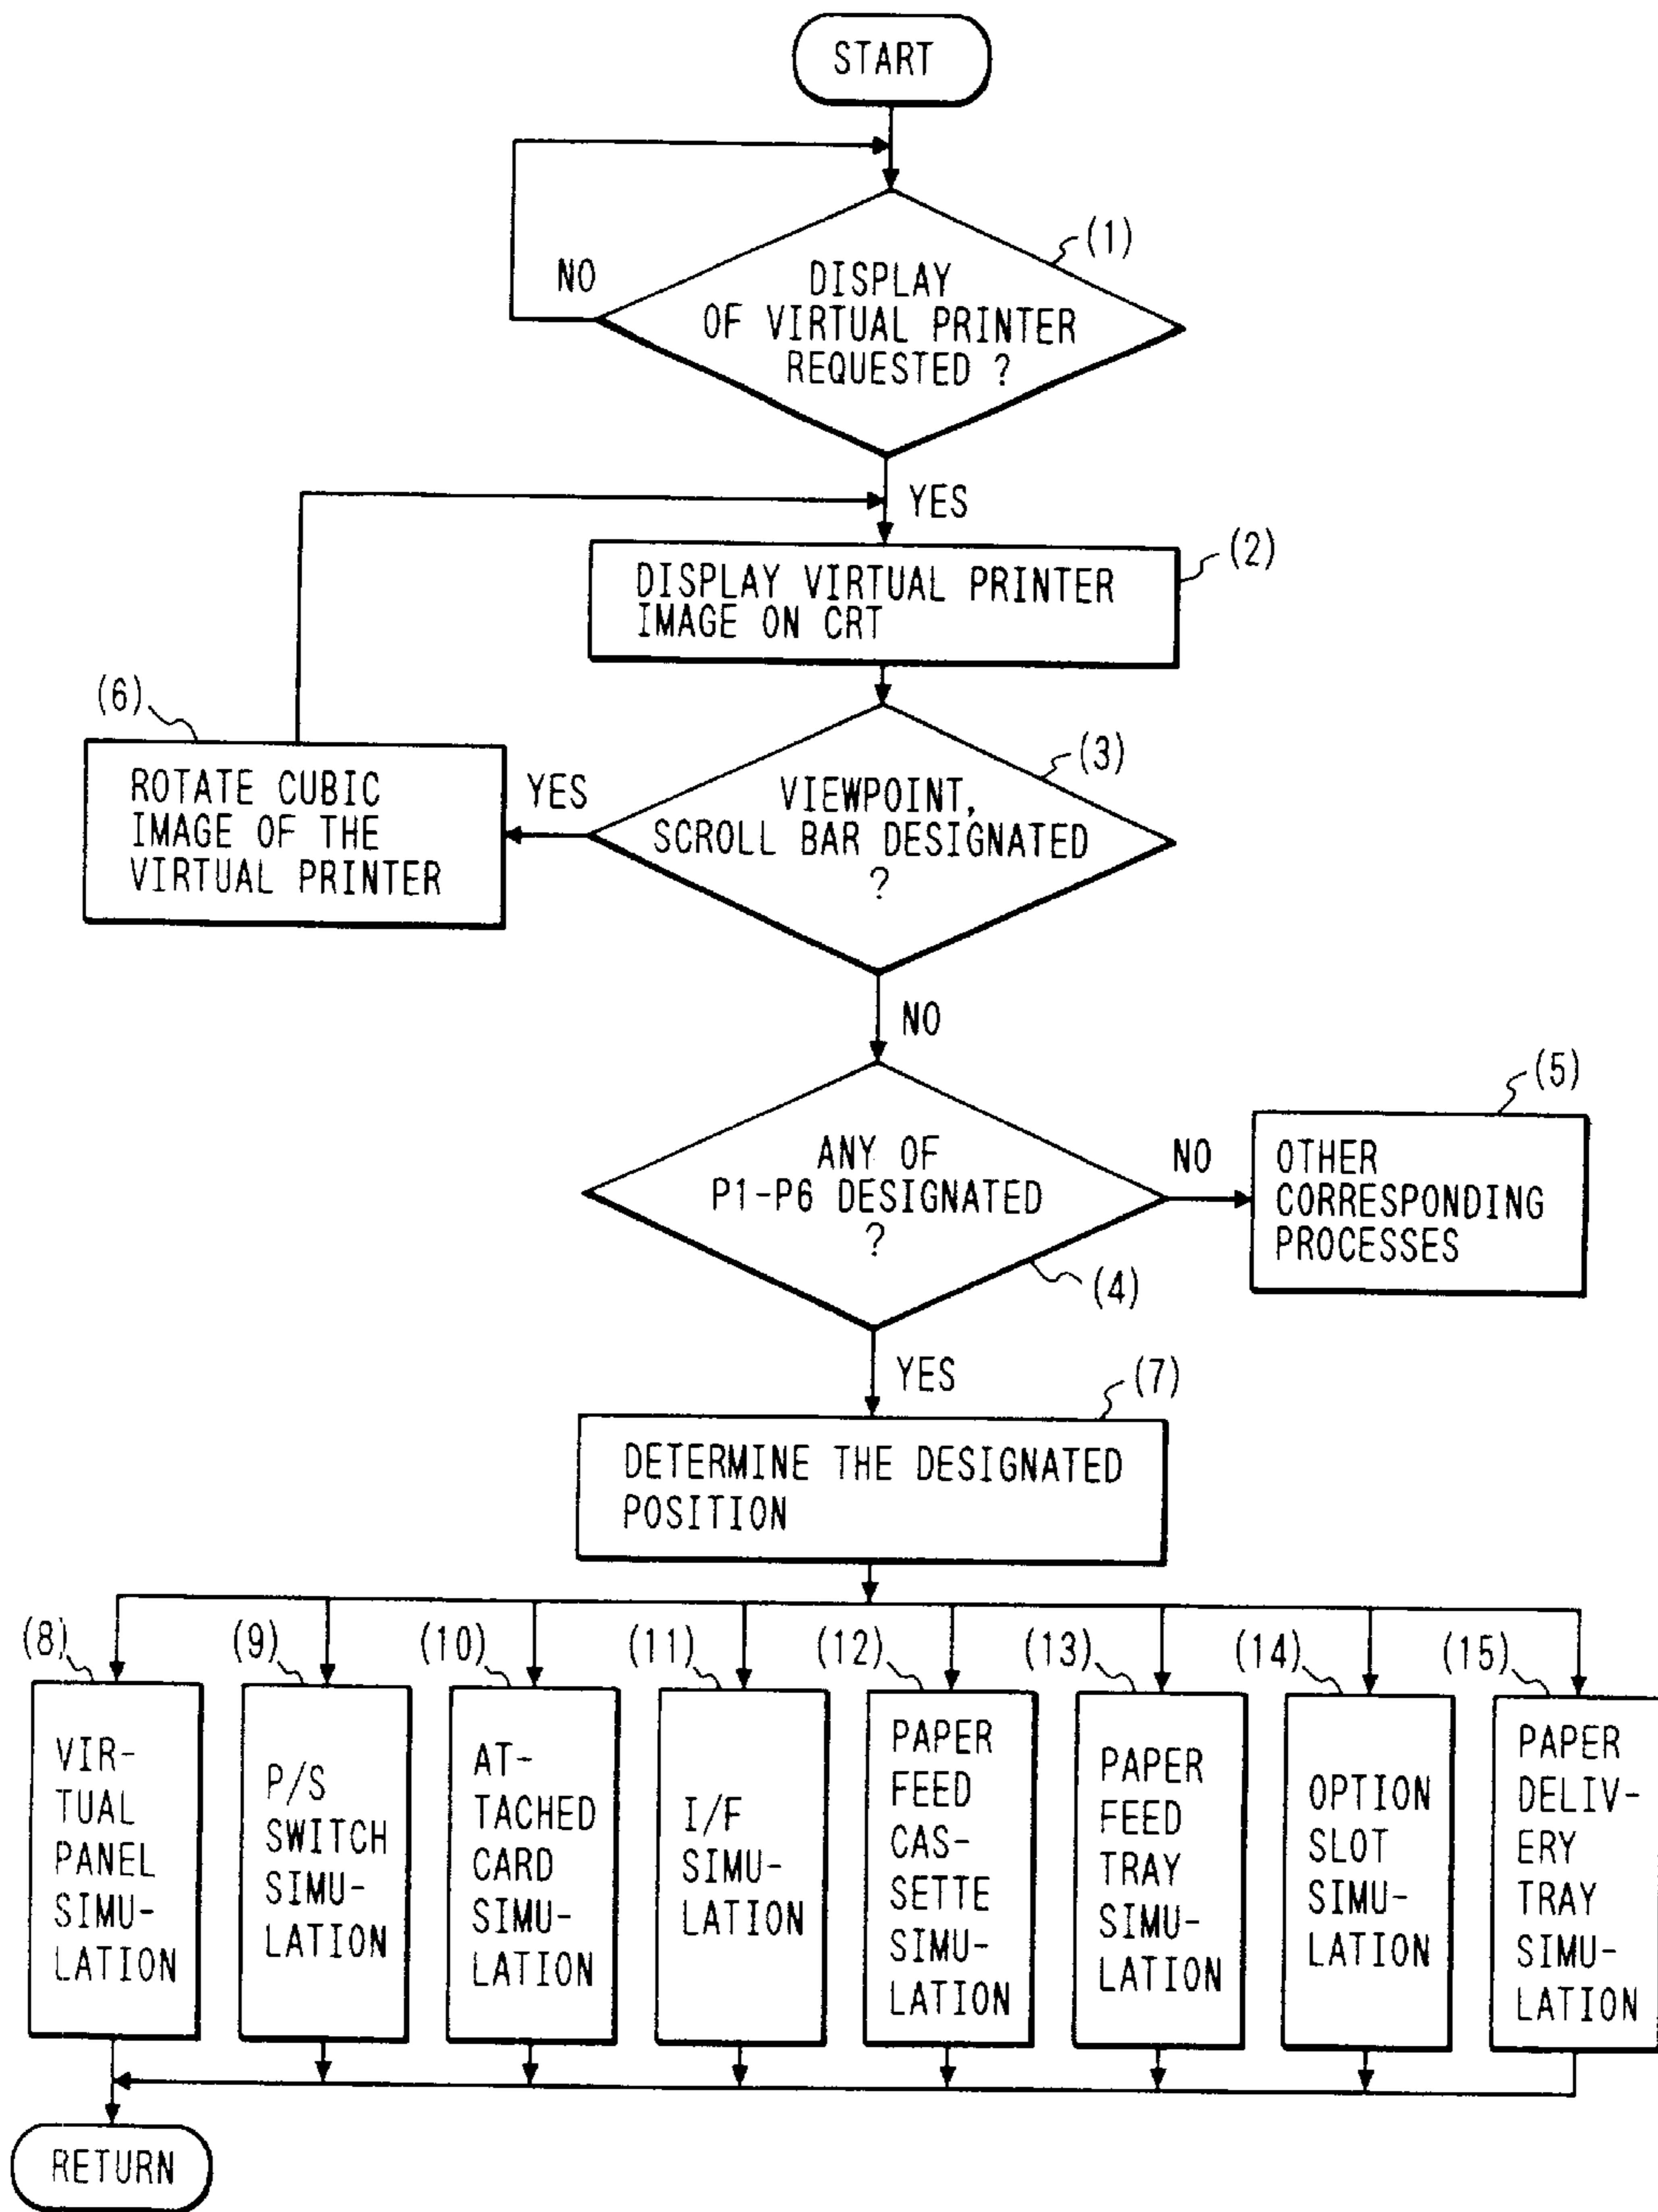 START
(1)
NO
DISPLAY
OF VIRTUAL PRINTER
REQUESTED ?
YES
(2)
DISPLAY VIRTUAL PRINTER
IMAGE ON CRT
(6)
ROTATE CUBIC
IMAGE OF THE
VIRTUAL PRINTER
YES
(3)
VIEWPOINT,
SCROLL BAR DESIGNATED
?
NO
(5)
ANY OF
P1-P6 DESIGNATED
?
NO
OTHER
CORRESPONDING
PROCESSES
(4)
YES
(7)
DETERMINE THE DESIGNATED
POSITION
(8)
VIR-
TUAL
PANEL
SIMU-
LATION
(9)
P/S
SWITCH
SIMU-
LATION
(10)
AT-
TACHED
CARD
SIMU-
LATION
(11)
I/F
SIMU-
LATION
(12)
PAPER
FEED
CAS-
SETTE
SIMU-
LATION
(13)
PAPER
FEED
TRAY
SIMU-
LATION
(14)
OPTION
SLOT
SIMU-
LATION
(15)
PAPER
DELIV-
ERY
TRAY
SIMU-
LATION
RETURN